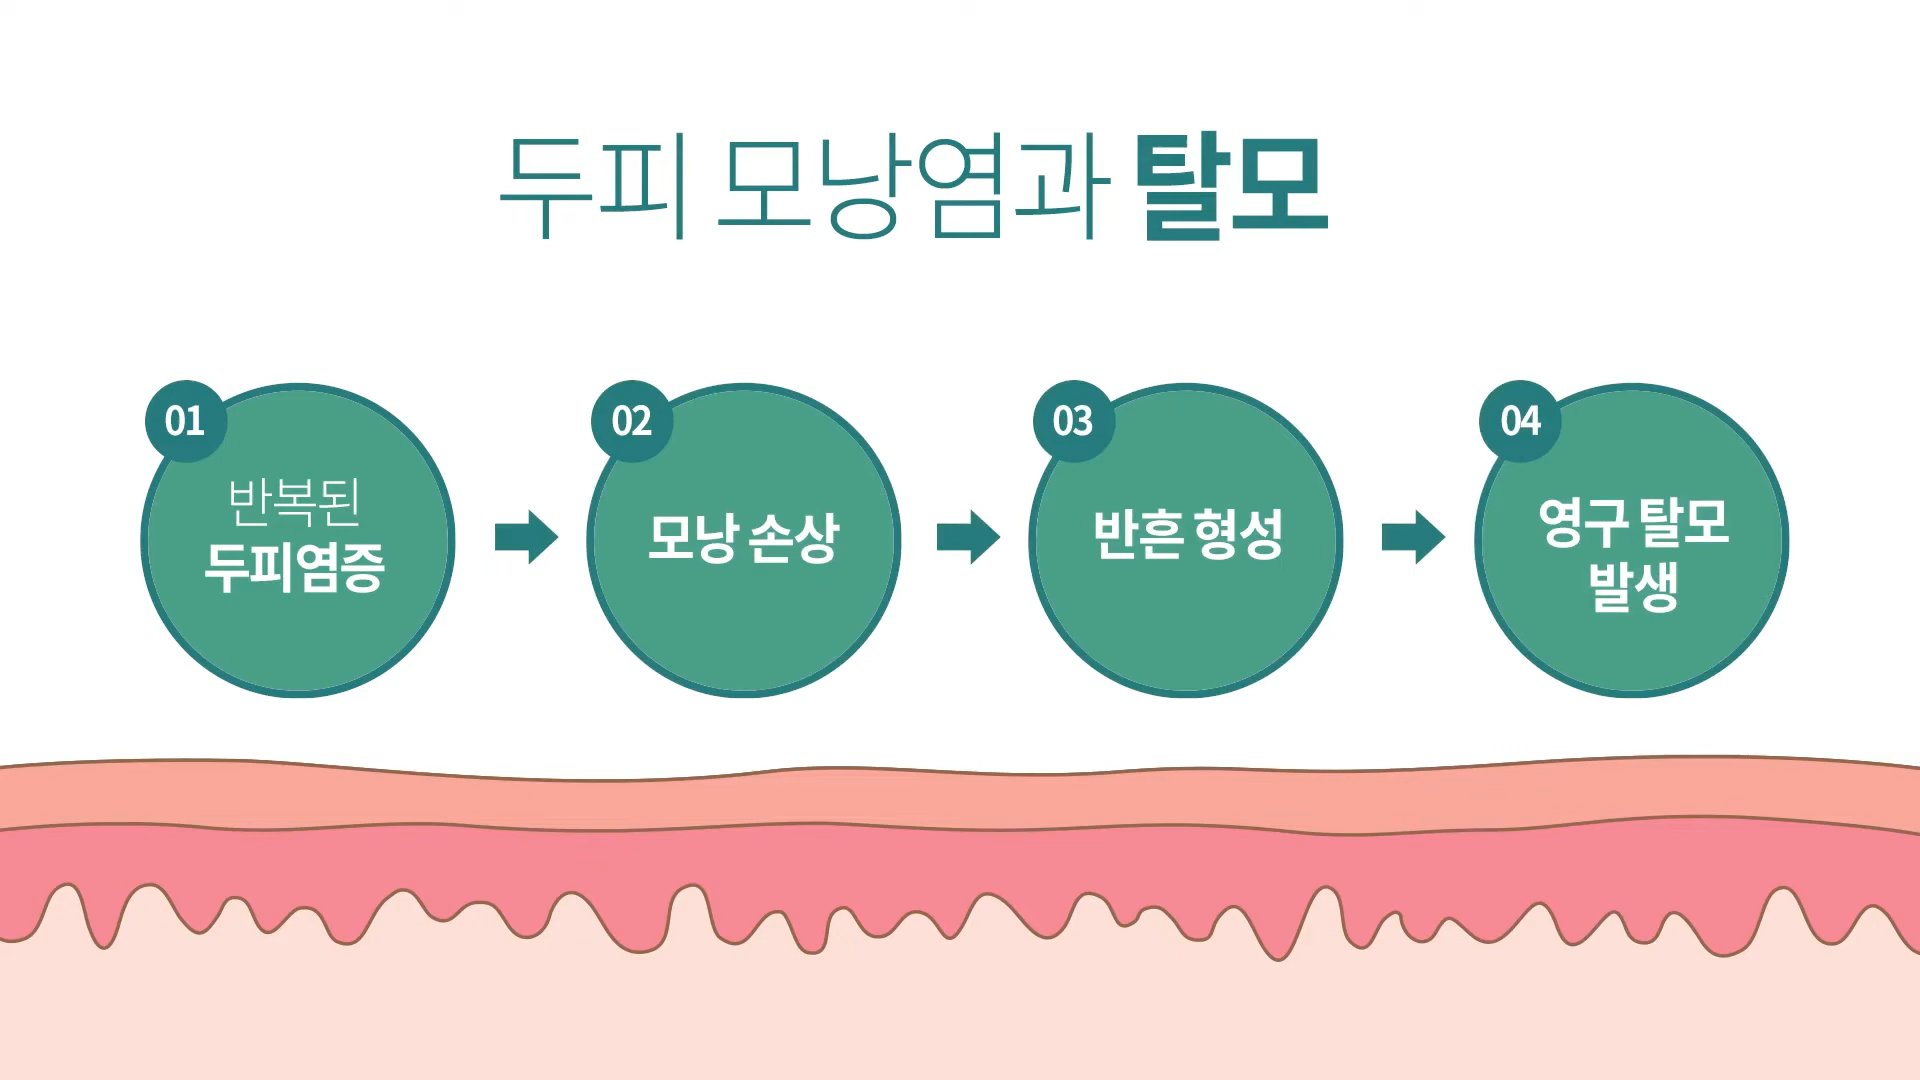 두피 모낭염과 탈모
01
반복된
두피염증
02
모낭 손상
03
반흔 형성
04
영구 탈모
발생